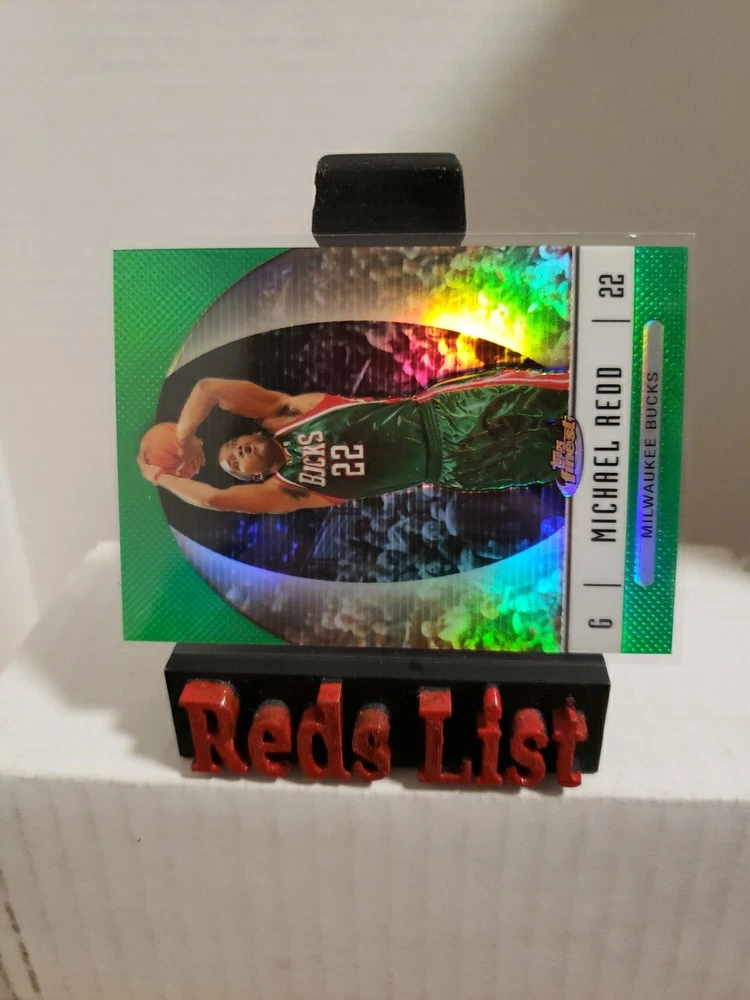 BUCKS
22
topps
finest
G | MICHAEL REDD | 22
MILWAUKEE BUCKS
Reds List